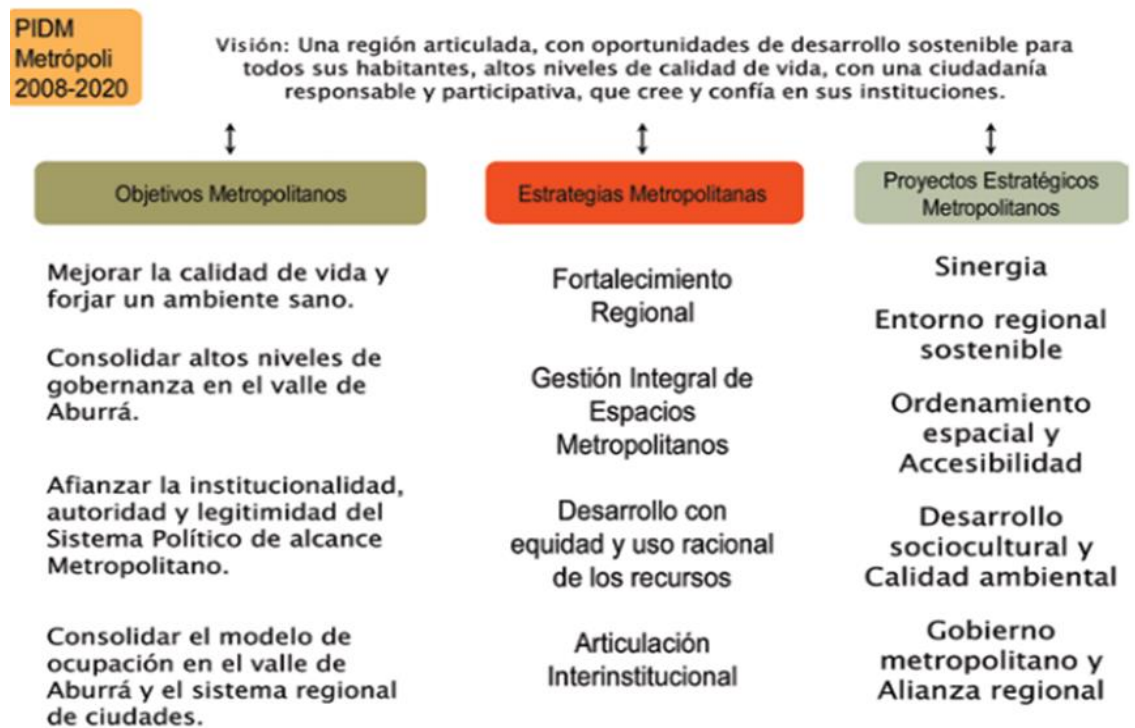 PIDM
Metrópoli
2008-2020
Visión: Una región articulada, con oportunidades de desarrollo sostenible para
todos sus habitantes, altos niveles de calidad de vida, con una ciudadanía
responsable y participativa, que cree y confía en sus instituciones.
Objetivos Metropolitanos
Mejorar la calidad de vida y
forjar un ambiente sano.
Consolidar altos niveles de
gobernanza en el valle de
Aburrá.
Afianzar la institucionalidad,
autoridad y legitimidad del
Sistema Político de alcance
Metropolitano.
Consolidar el modelo de
ocupación en el valle de
Aburrá y el sistema regional
de ciudades.
Estrategias Metropolitanas
Fortalecimiento
Regional
Gestión Integral de
Espacios
Metropolitanos
Desarrollo con
equidad y uso racional
de los recursos
Articulación
Interinstitucional
Proyectos Estratégicos
Metropolitanos
Sinergia
Entorno regional
sostenible
Ordenamiento
espacial y
Accesibilidad
Desarrollo
sociocultural y
Calidad ambiental
Gobierno
metropolitano y
Alianza regional